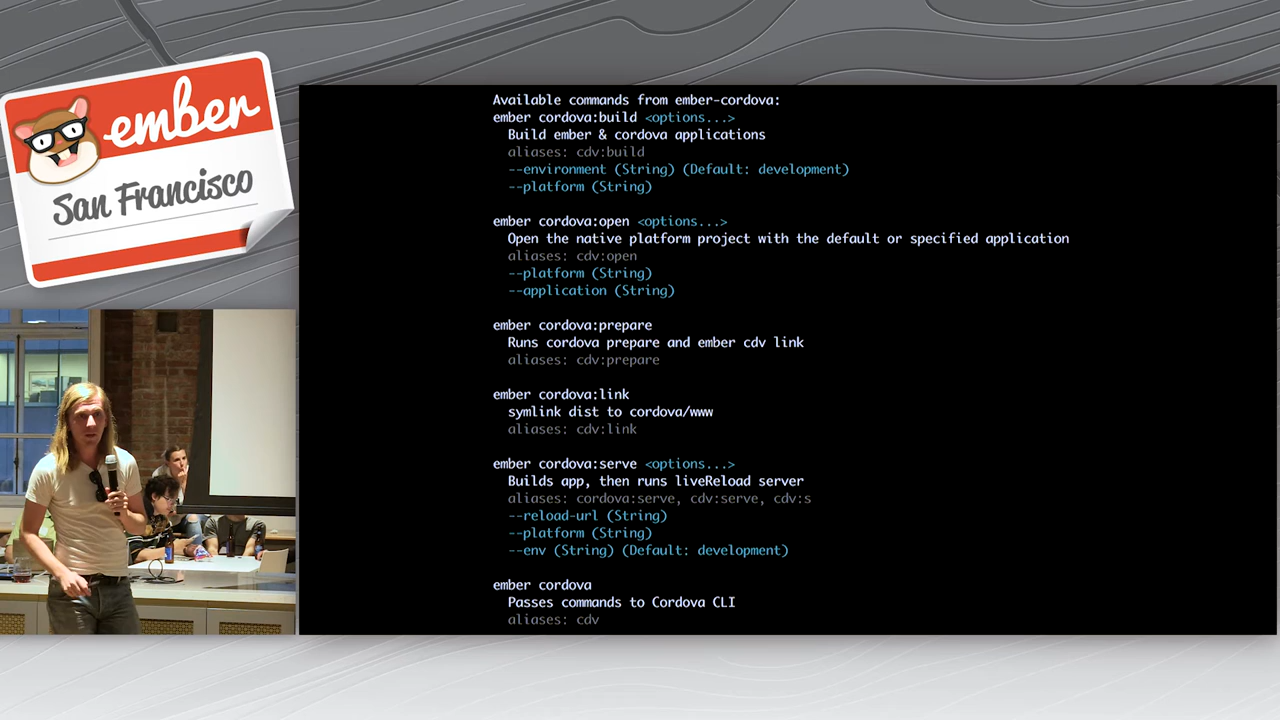 ember
San Francisco
Available commands from ember-cordova:
ember cordova:build <options...>
Build ember & cordova applications
aliases: cdv:build
--environment (String) (Default: development)
--platform (String)
ember cordova:open <options...>
Open the native platform project with the default or specified application
aliases: cdv:open
--platform (String)
--application (String)
ember cordova:prepare
Runs cordova prepare and ember cdv link
aliases: cdv:prepare
ember cordova:link
symlink dist to cordova/www
aliases: cdv:link
ember cordova:serve <options...>
Builds app, then runs liveReload server
aliases: cordova:serve, cdv:serve, cdv:s
--reload-url (String)
--platform (String)
--env (String) (Default: development)
ember cordova
Passes commands to Cordova CLI
aliases: cdv